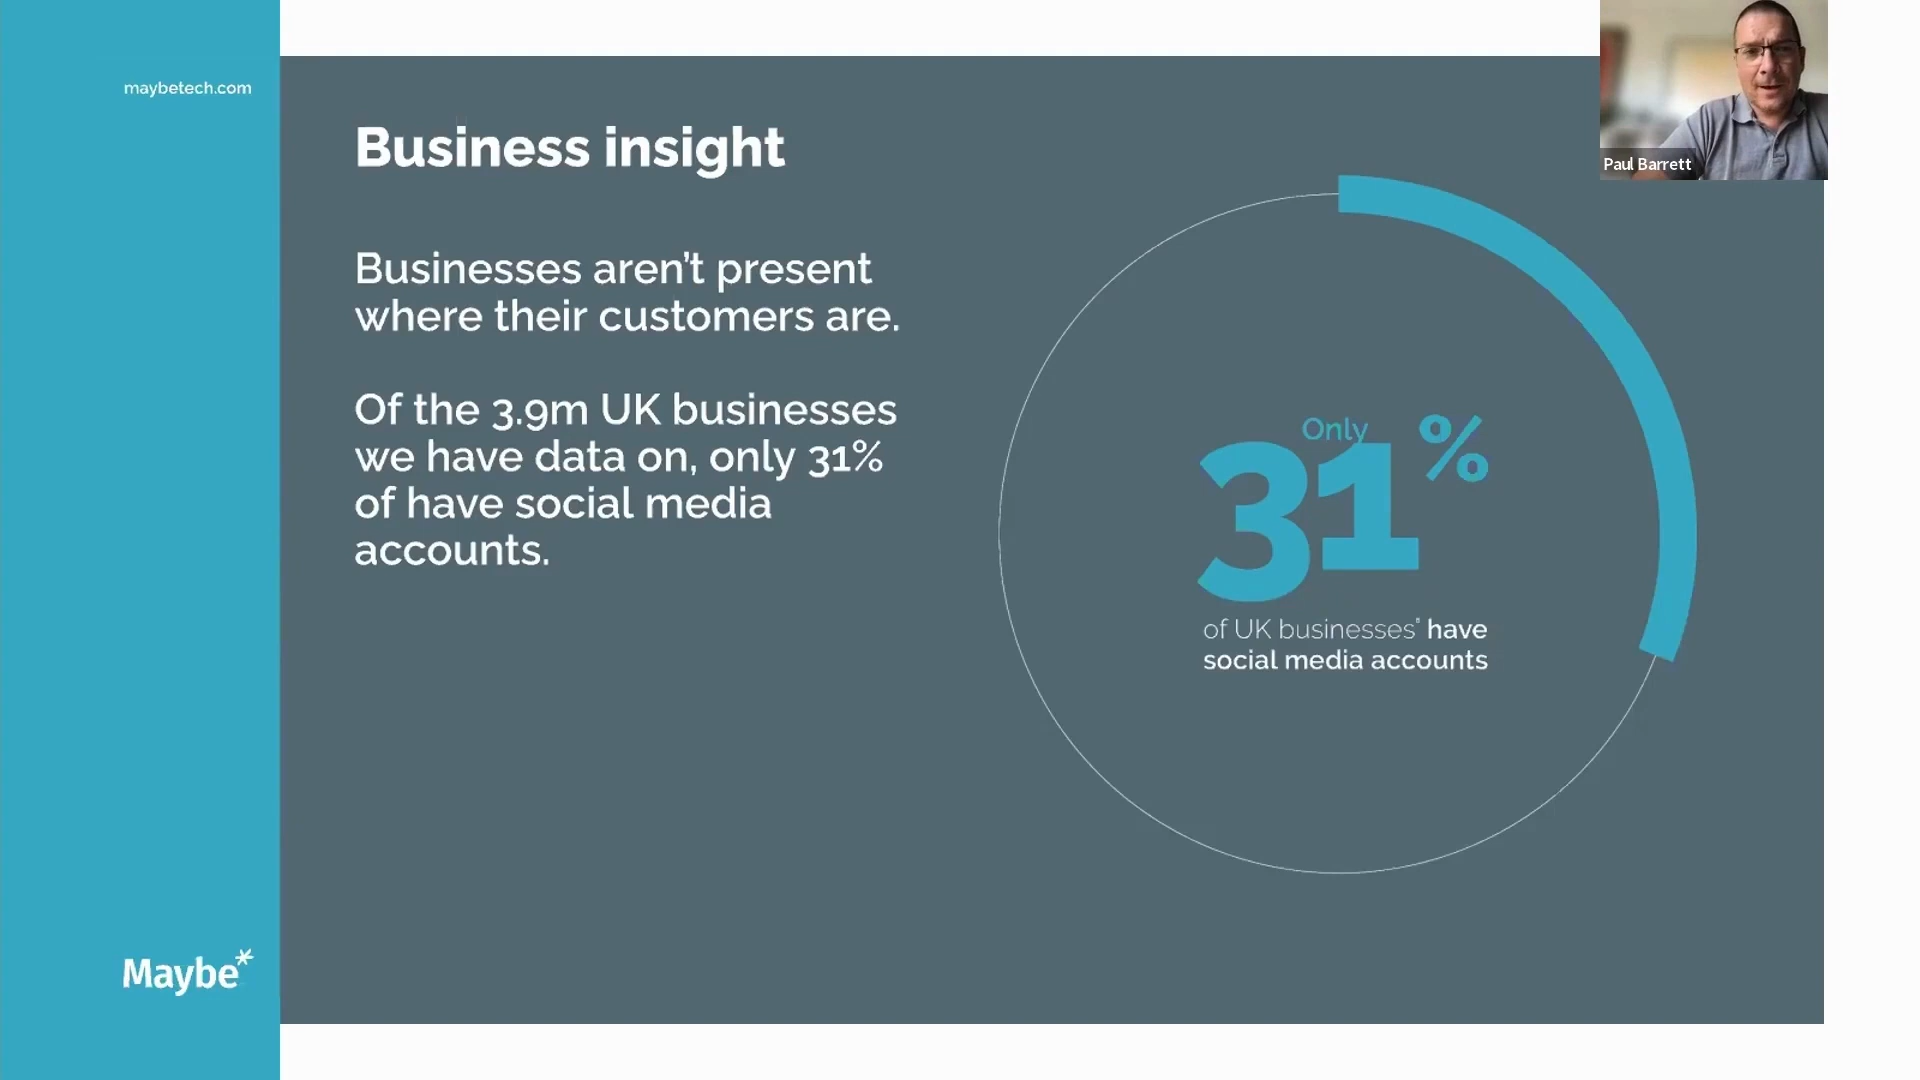 maybetech.com
Business insight
Businesses aren’t present
where their customers are.
Of the 3.9m UK businesses
we have data on, only 31%
of have social media
accounts.
Only
31%
of UK businesses* have
social media accounts
Paul Barrett
Maybe*